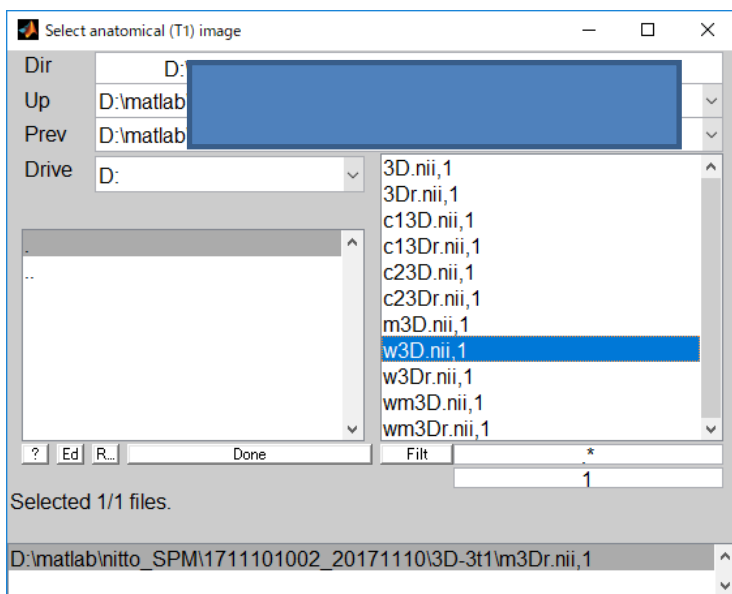 Select anatomical (T1) image
Dir D:\
Up D:\matlab\
Prev D:\matlab
Drive D:
3D.nii,1
3Dr.nii,1
c13D.nii,1
c13Dr.nii,1
c23D.nii,1
c23Dr.nii,1
m3D.nii,1
w3D.nii,1
w3Dr.nii,1
wm3D.nii,1
wm3Dr.nii,1
.
..
? Ed R... Done Filt .*
1
Selected 1/1 files.
D:\matlab\nitto_SPM\1711101002_20171110\3D-3t1\m3Dr.nii,1